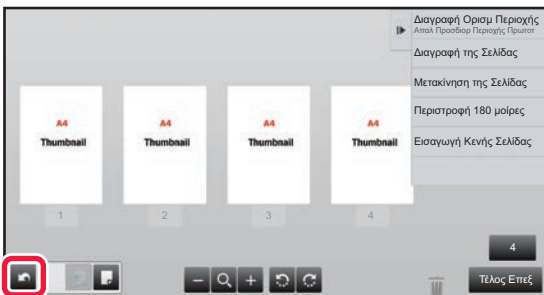 Διαγραφή Ορισμ Περιοχής
Απαλ Προσδιορ Περιοχής Πρωτοτ
Διαγραφή της Σελίδας
Μετακίνηση της Σελίδας
Περιστροφή 180 μοίρες
Εισαγωγή Κενής Σελίδας
A4 A4 A4 A4
Thumbnail Thumbnail Thumbnail Thumbnail
1 2 3 4
4
Τέλος Επεξ